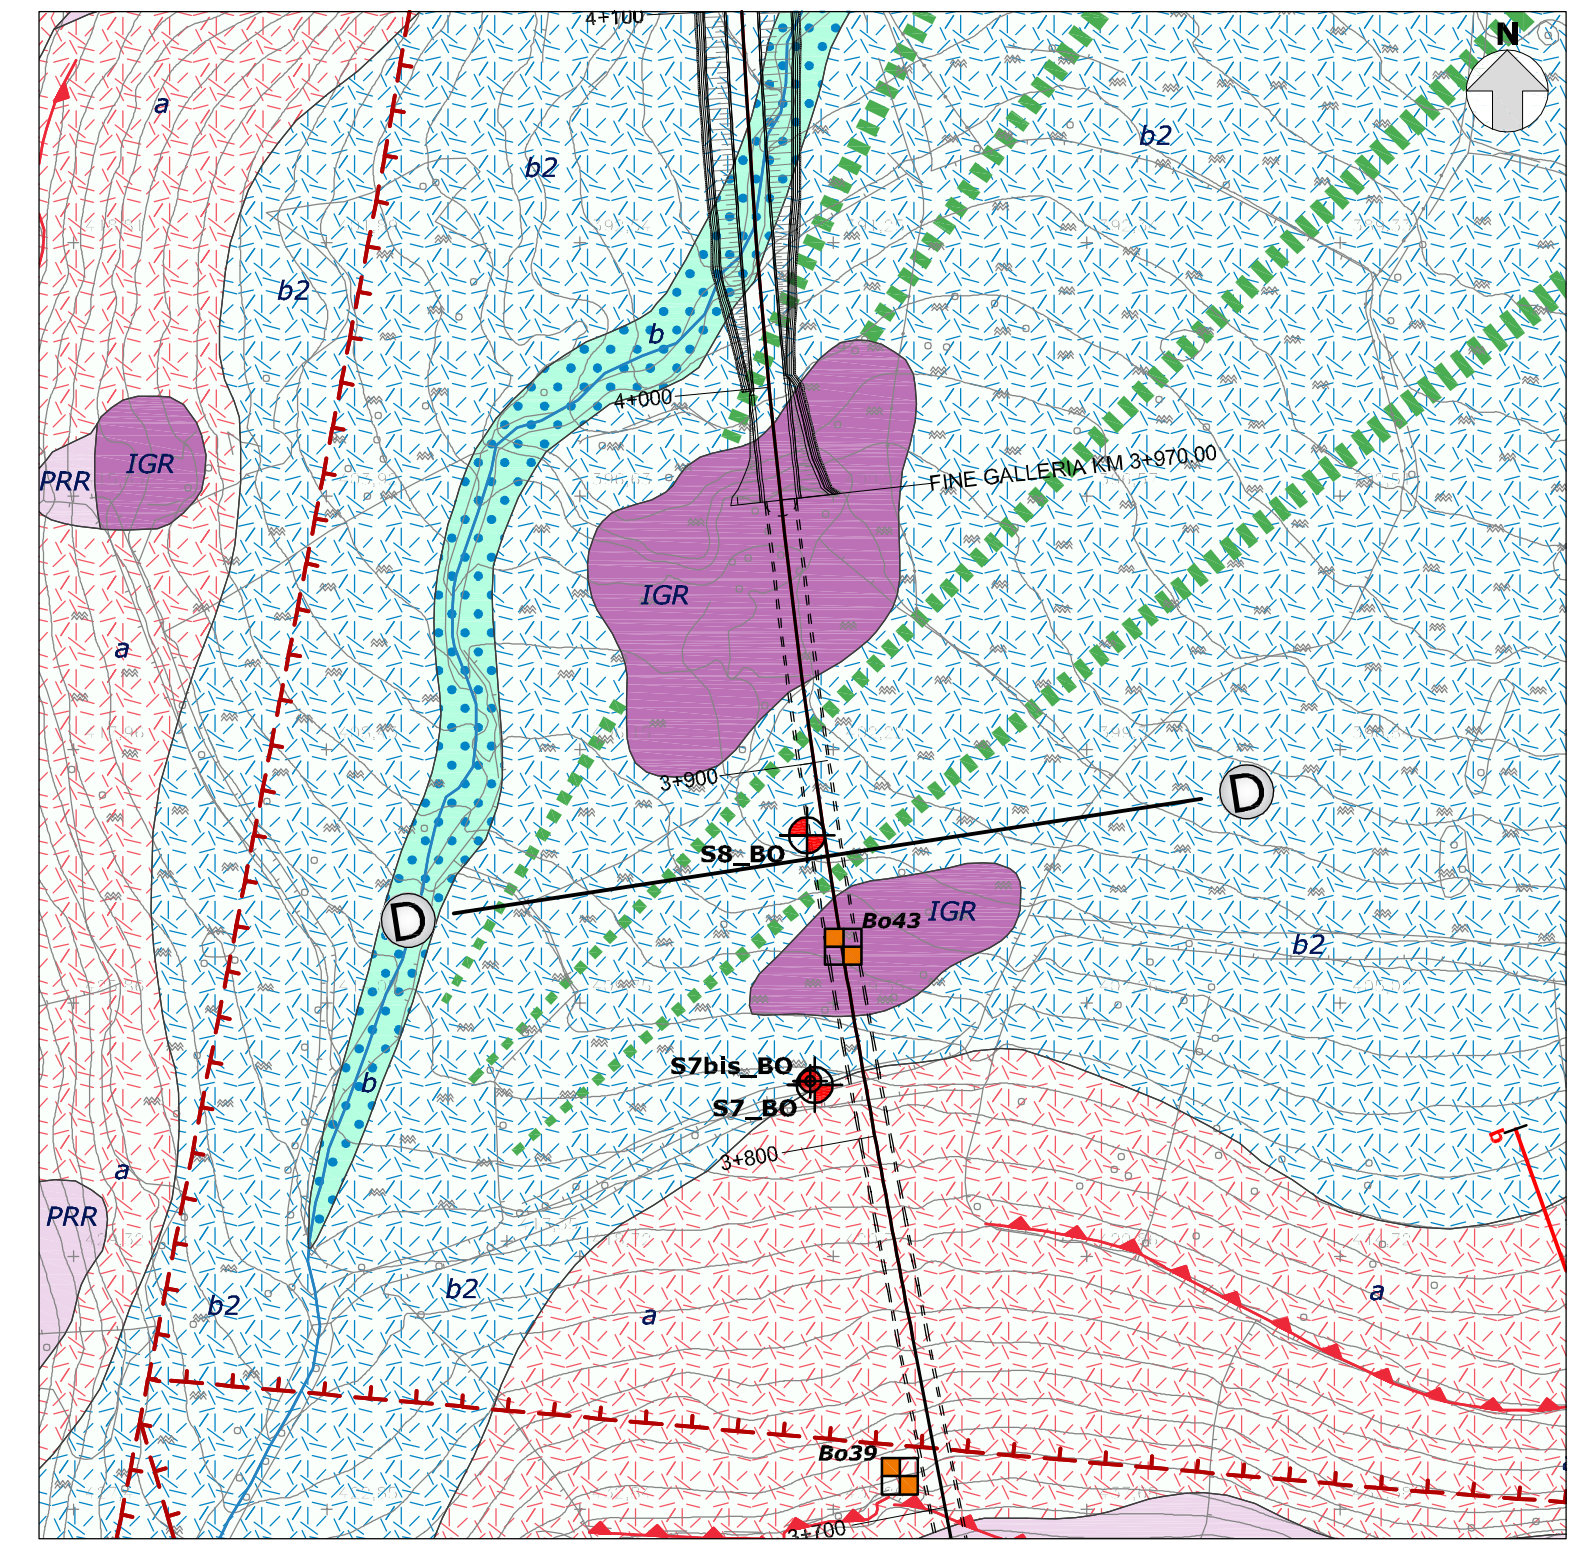 4+100
N
a
b2
b2
b2
b
4+000
FINE GALLERIA KM 3+970.00
IGR
PRR
IGR
a
3+900
D
S8_BO
D
Bo43
IGR
b2
S7bis_BO
b
S7_BO
3+800
a
PRR
b2
b2
a
a
Bo39
3+700